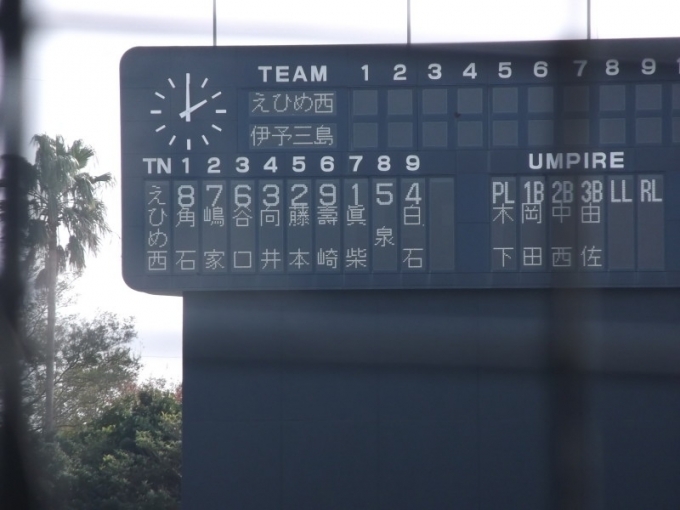 TEAM 1 2 3 4 5 6 7 8 9
えひめ西
伊予三島
TN 1 2 3 4 5 6 7 8 9
えひめ西
8 角石
7 嶋家
6 谷口
3 向井
2 藤本
9 壽崎
1 眞柴
5 泉
4 白石
UMPIRE
PL 1B 2B 3B LL RL
木下
岡田
中西
由佐